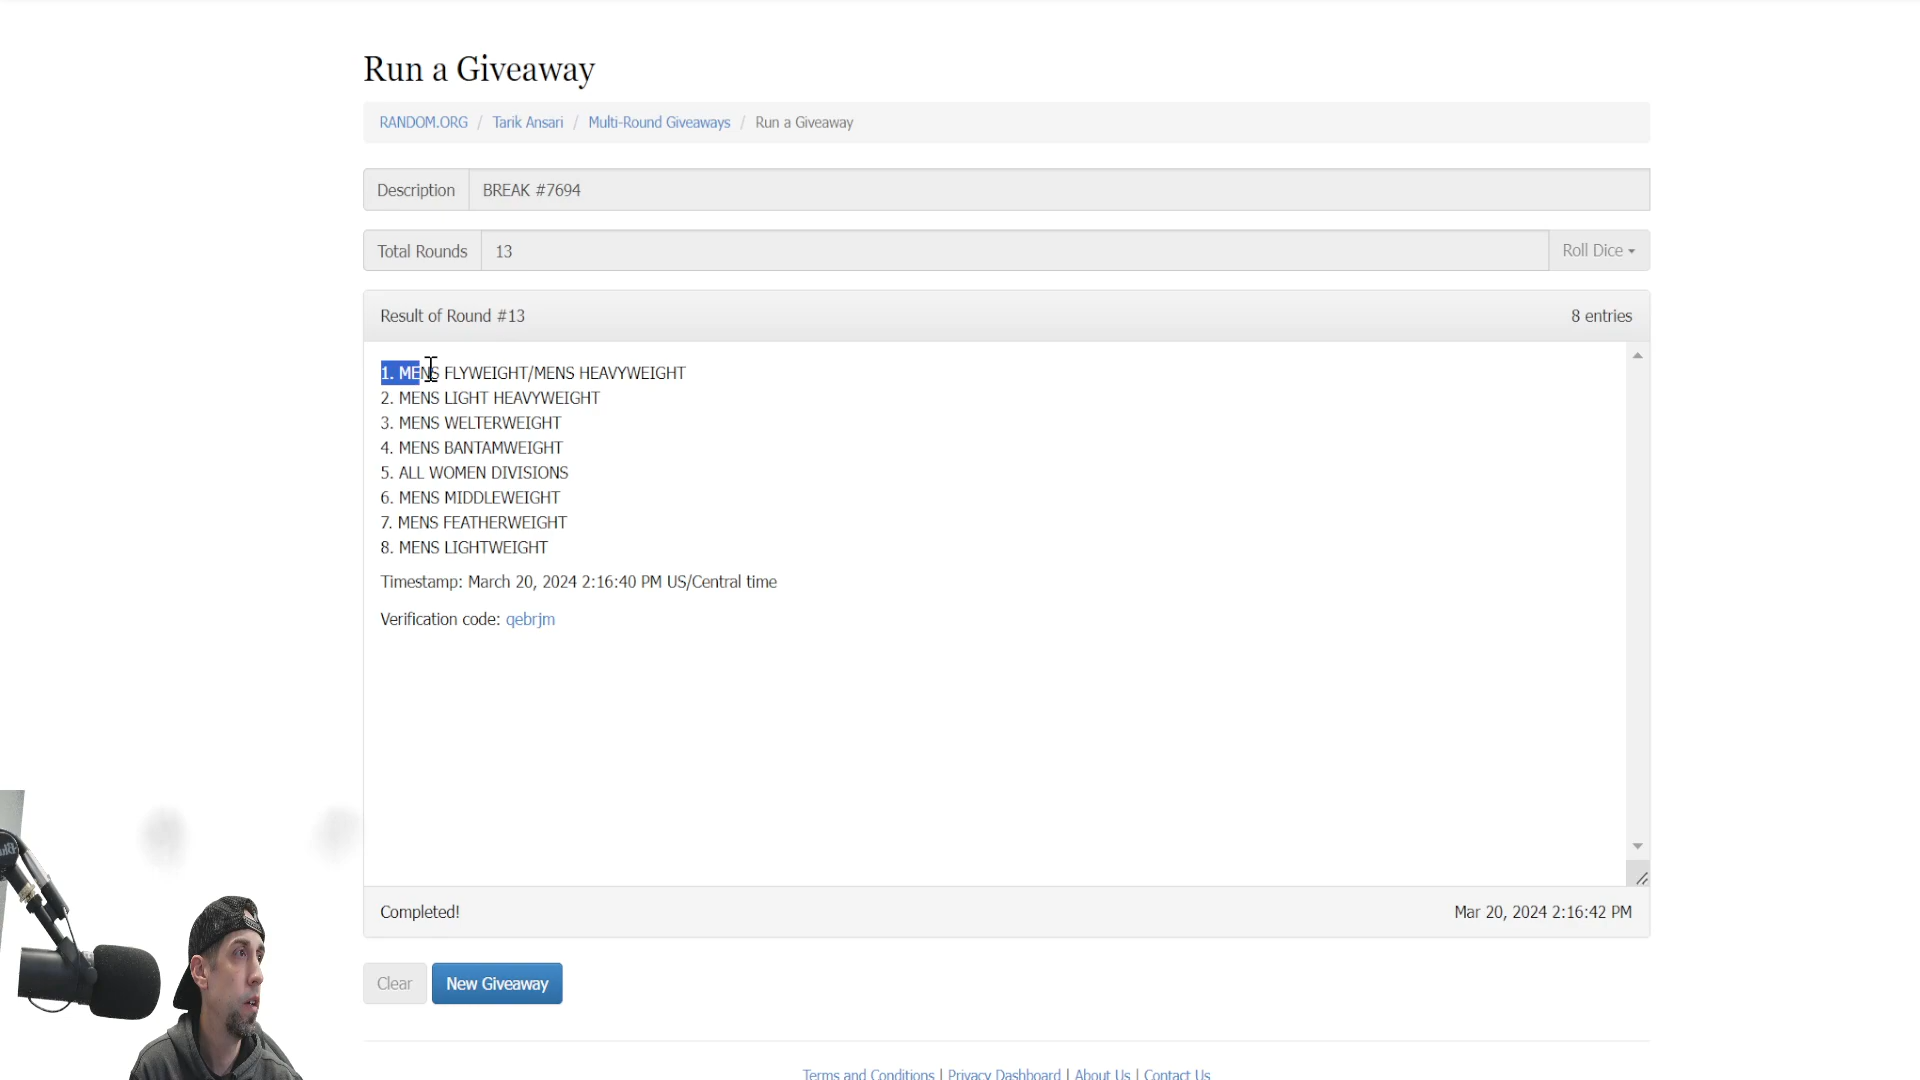 Run a Giveaway
RANDOM.ORG / Tarik Ansari / Multi-Round Giveaways / Run a Giveaway
Description BREAK #7694
Total Rounds 13 Roll Dice
Result of Round #13 8 entries
1. MENS FLYWEIGHT/MENS HEAVYWEIGHT
2. MENS LIGHT HEAVYWEIGHT
3. MENS WELTERWEIGHT
4. MENS BANTAMWEIGHT
5. ALL WOMEN DIVISIONS
6. MENS MIDDLEWEIGHT
7. MENS FEATHERWEIGHT
8. MENS LIGHTWEIGHT
Timestamp: March 20, 2024 2:16:40 PM US/Central time
Verification code: qebrjm
Completed! Mar 20, 2024 2:16:42 PM
Clear New Giveaway
Terms and Conditions | Privacy Dashboard | About Us | Contact Us